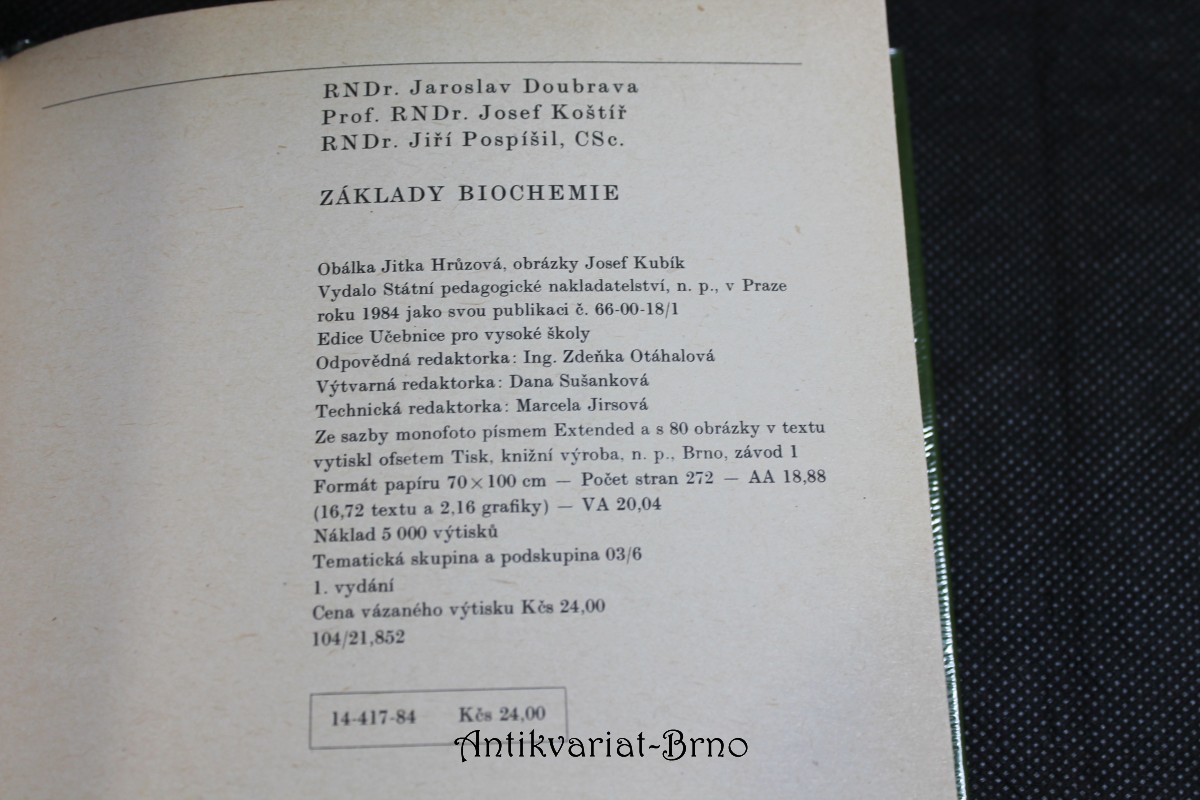 RNDr. Jaroslav Doubrava
Prof. RNDr. Josef Koštíř
RNDr. Jiří Pospíšil, CSc.
ZÁKLADY BIOCHEMIE
Obálka Jitka Hrůzová, obrázky Josef Kubík
Vydalo Státní pedagogické nakladatelství, n. p., v Praze
roku 1984 jako svou publikaci č. 66-00-18/1
Edice Učebnice pro vysoké školy
Odpovědná redaktorka: Ing. Zdeňka Otáhalová
Výtvarná redaktorka: Dana Sušanková
Technická redaktorka: Marcela Jirsová
Ze sazby monofoto písmem Extended a s 80 obrázky v textu
vytiskl ofsetem Tisk, knižní výroba, n. p., Brno, závod 1
Formát papíru 70×100 cm — Počet stran 272 — AA 18,88
(16,72 textu a 2,16 grafiky) — VA 20,04
Náklad 5 000 výtisků
Tematická skupina a podskupina 03/6
1. vydání
Cena vázaného výtisku Kčs 24,00
104/21,852
14-417-84 Kčs 24,00
Antikvariat-Brno